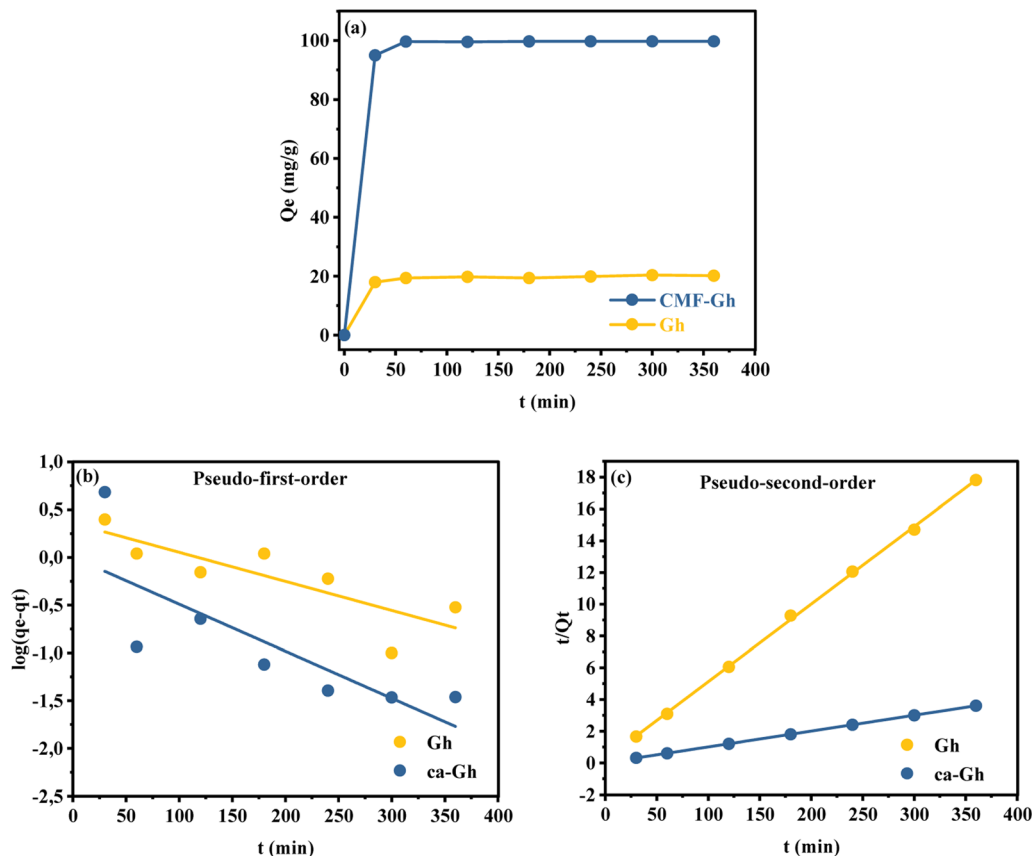 (a)
100
80
60
40
20
0
Qe (mg/g)
CMF-Gh
Gh
0 50 100 150 200 250 300 350 400
t (min)
(b)
Pseudo-first-order
1,0
0,5
0,0
-0,5
-1,0
-1,5
-2,0
-2,5
log(qe-qt)
Gh
ca-Gh
0 50 100 150 200 250 300 350 400
t (min)
(c)
Pseudo-second-order
18
16
14
12
10
8
6
4
2
0
-2
t/Qt
Gh
ca-Gh
0 50 100 150 200 250 300 350 400
t (min)